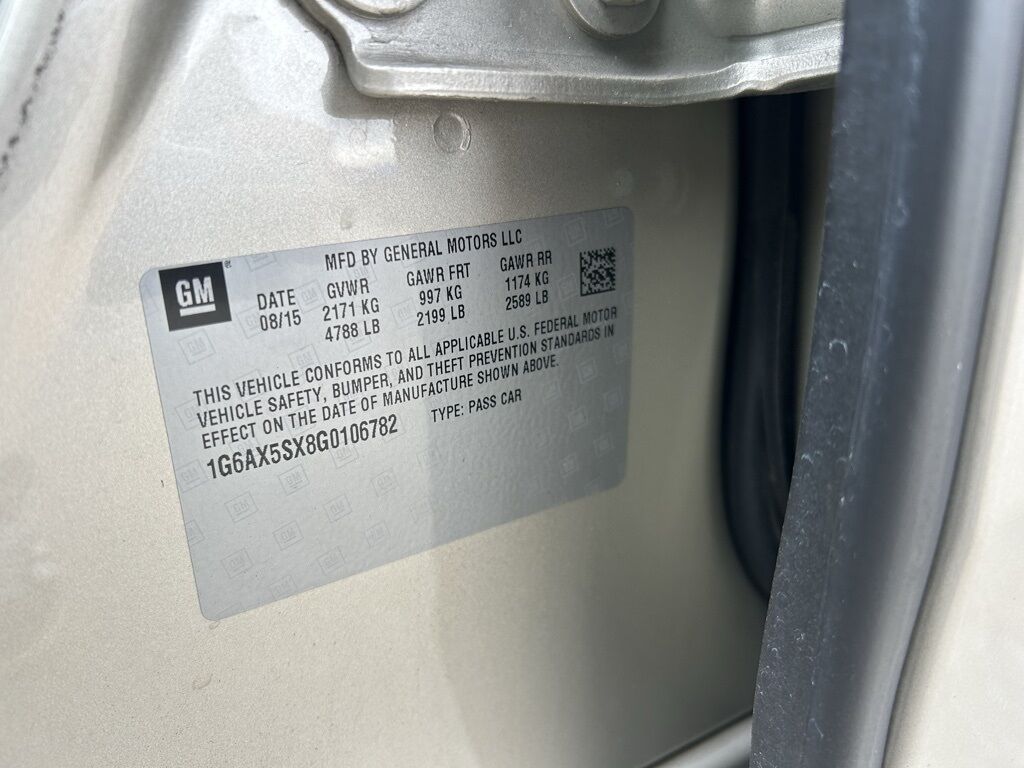 GM
MFD BY GENERAL MOTORS LLC
DATE GVWR GAWR FRT GAWR RR
08/15 2171 KG 997 KG 1174 KG
4788 LB 2199 LB 2589 LB
THIS VEHICLE CONFORMS TO ALL APPLICABLE U.S. FEDERAL MOTOR
VEHICLE SAFETY, BUMPER, AND THEFT PREVENTION STANDARDS IN
EFFECT ON THE DATE OF MANUFACTURE SHOWN ABOVE.
1G6AX5SX8G0106782 TYPE: PASS CAR